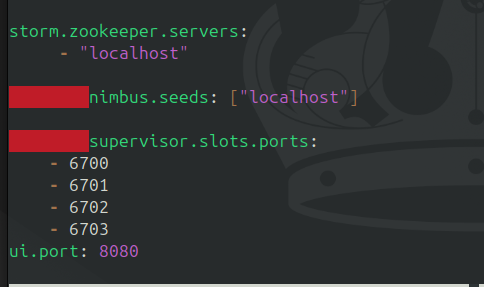 storm.zookeeper.servers:
- "localhost"
nimbus.seeds: ["localhost"]
supervisor.slots.ports:
- 6700
- 6701
- 6702
- 6703
ui.port: 8080